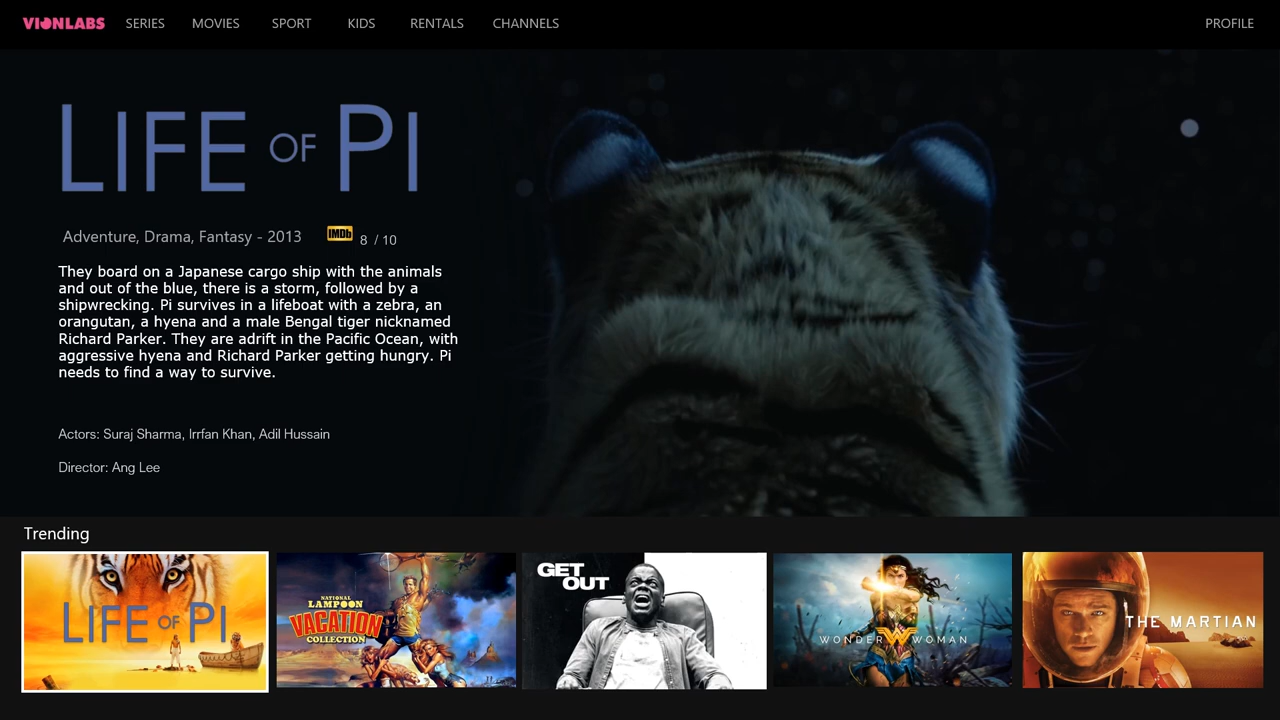 VIONLABS SERIES MOVIES SPORT KIDS RENTALS CHANNELS PROFILE
LIFE OF PI
Adventure, Drama, Fantasy - 2013 IMDb 8 / 10
They board on a Japanese cargo ship with the animals
and out of the blue, there is a storm, followed by a
shipwrecking. Pi survives in a lifeboat with a zebra, an
orangutan, a hyena and a male Bengal tiger nicknamed
Richard Parker. They are adrift in the Pacific Ocean, with
aggressive hyena and Richard Parker getting hungry. Pi
needs to find a way to survive.
Actors: Suraj Sharma, Irrfan Khan, Adil Hussain
Director: Ang Lee
Trending
LIFE OF PI
NATIONAL
LAMPOON
VACATION
COLLECTION
GET
OUT
WONDER WOMAN
THE MARTIAN